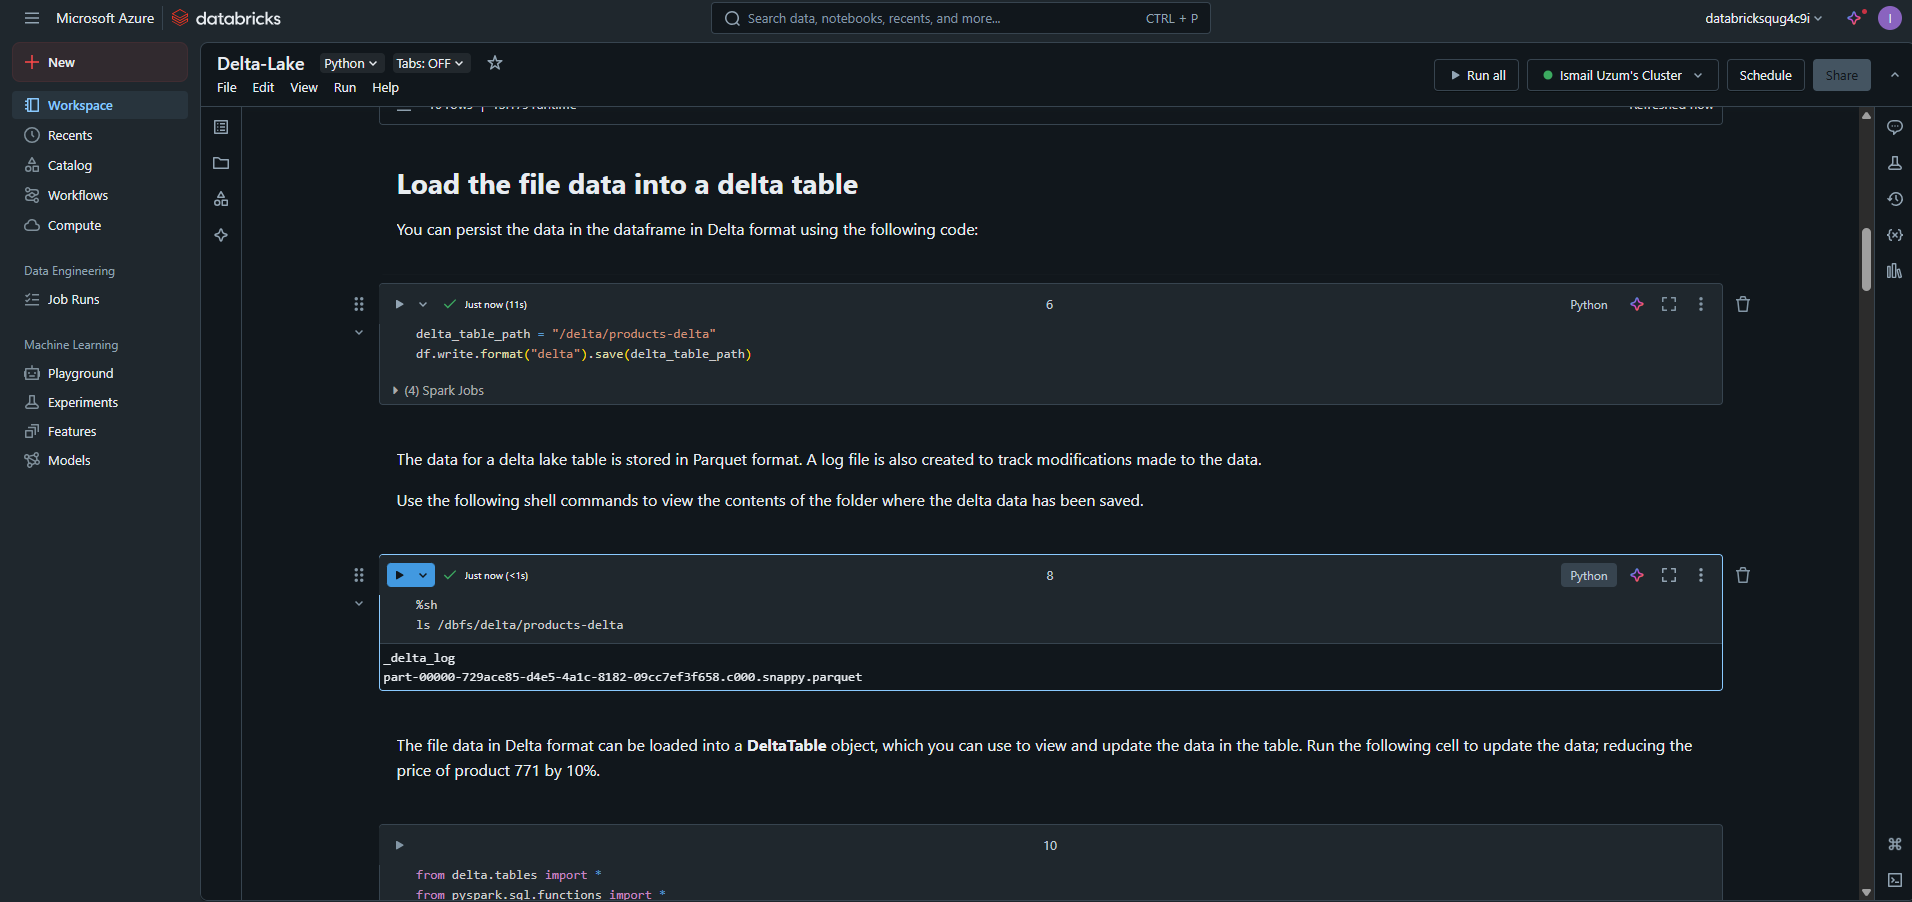 Microsoft Azure
databricks
Search data, notebooks, recents, and more...
CTRL + P
databricksqug4c9i
I
New
Workspace
Recents
Catalog
Workflows
Compute
Data Engineering
Job Runs
Machine Learning
Playground
Experiments
Features
Models
Delta-Lake
Python
Tabs: OFF
File Edit View Run Help
Run all
Ismail Uzum's Cluster
Schedule
Share
Refreshed now
Load the file data into a delta table
You can persist the data in the dataframe in Delta format using the following code:
Just now (11s)
6
Python
delta_table_path = "/delta/products-delta"
df.write.format("delta").save(delta_table_path)
(4) Spark Jobs
The data for a delta lake table is stored in Parquet format. A log file is also created to track modifications made to the data.
Use the following shell commands to view the contents of the folder where the delta data has been saved.
Just now (<1s)
8
Python
%sh
ls /dbfs/delta/products-delta
_delta_log
part-00000-729ace85-d4e5-4a1c-8182-09cc7ef3f658.c000.snappy.parquet
The file data in Delta format can be loaded into a DeltaTable object, which you can use to view and update the data in the table. Run the following cell to update the data; reducing the
price of product 771 by 10%.
10
from delta.tables import *
from pyspark.sql.functions import *